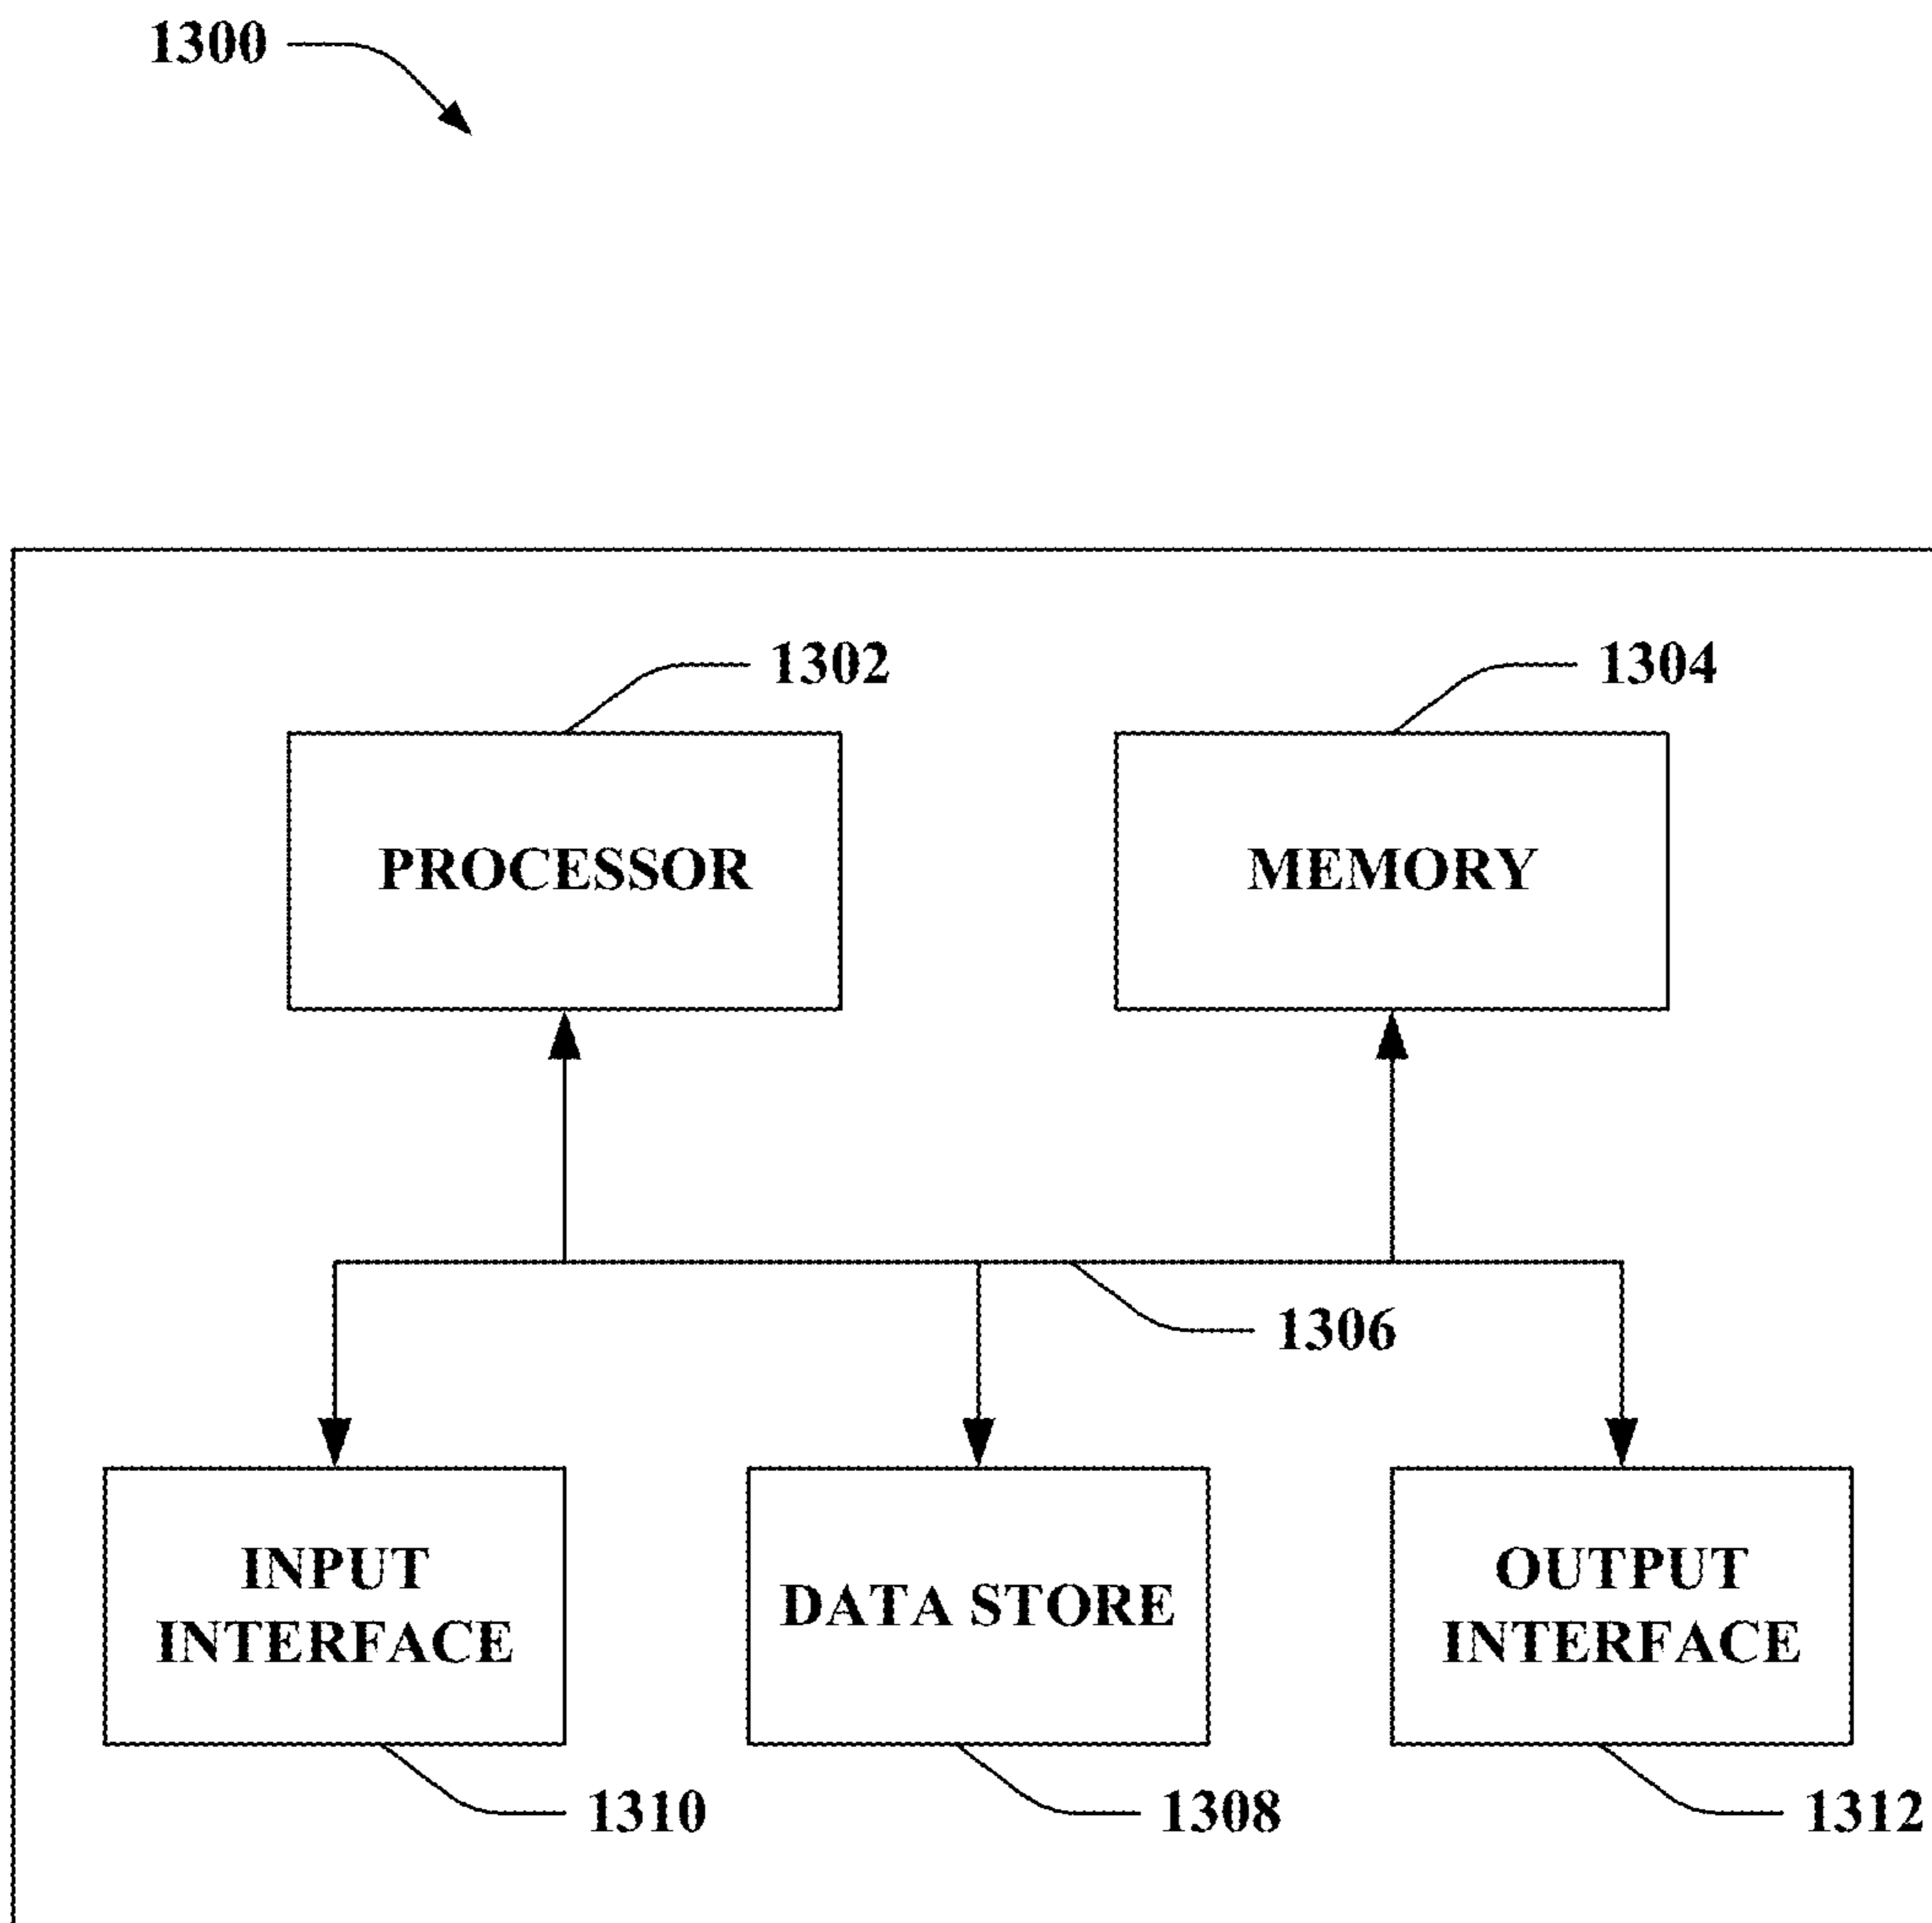 1300
1302
1304
PROCESSOR
MEMORY
1306
INPUT
INTERFACE
DATA STORE
OUTPUT
INTERFACE
1310
1308
1312